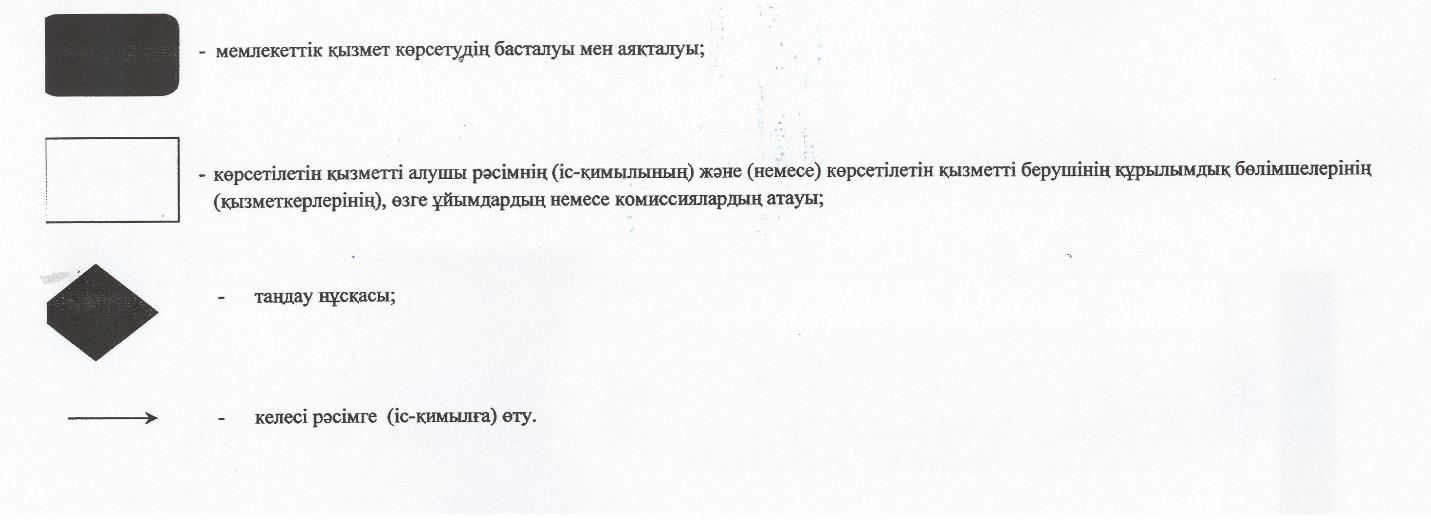 - мемлекеттік қызмет көрсетудің басталуы мен аяқталуы;
- көрсетілетін қызметті алушы рәсімнің (іс-қимылының) және (немесе) көрсетілетін қызметті берушінің құрылымдық бөлімшелерінің
(қызметкерлерінің), өзге ұйымдардың немесе комиссиялардың атауы;
- таңдау нұсқасы;
- келесі рәсімге (іс-қимылға) өту.